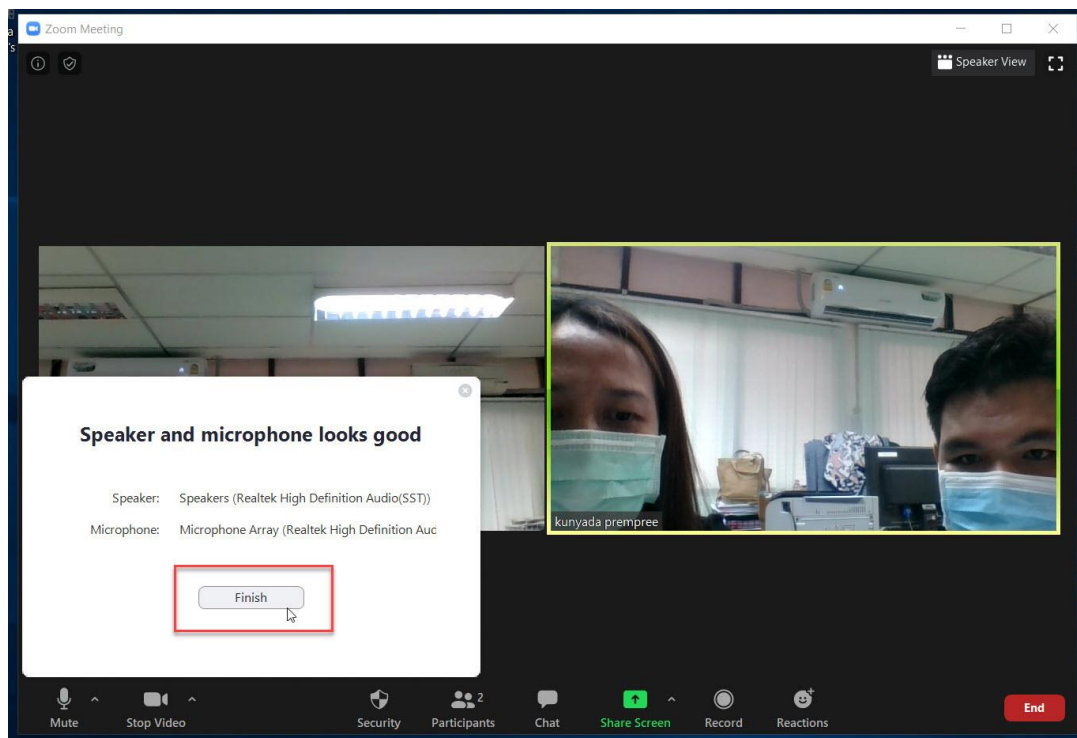 a
's
Zoom Meeting
Speaker View
kunyada prempree
Speaker and microphone looks good
Speaker: Speakers (Realtek High Definition Audio(SST))
Microphone: Microphone Array (Realtek High Definition Auc
Finish
Mute
Stop Video
Security
2
Participants
Chat
Share Screen
Record
Reactions
End